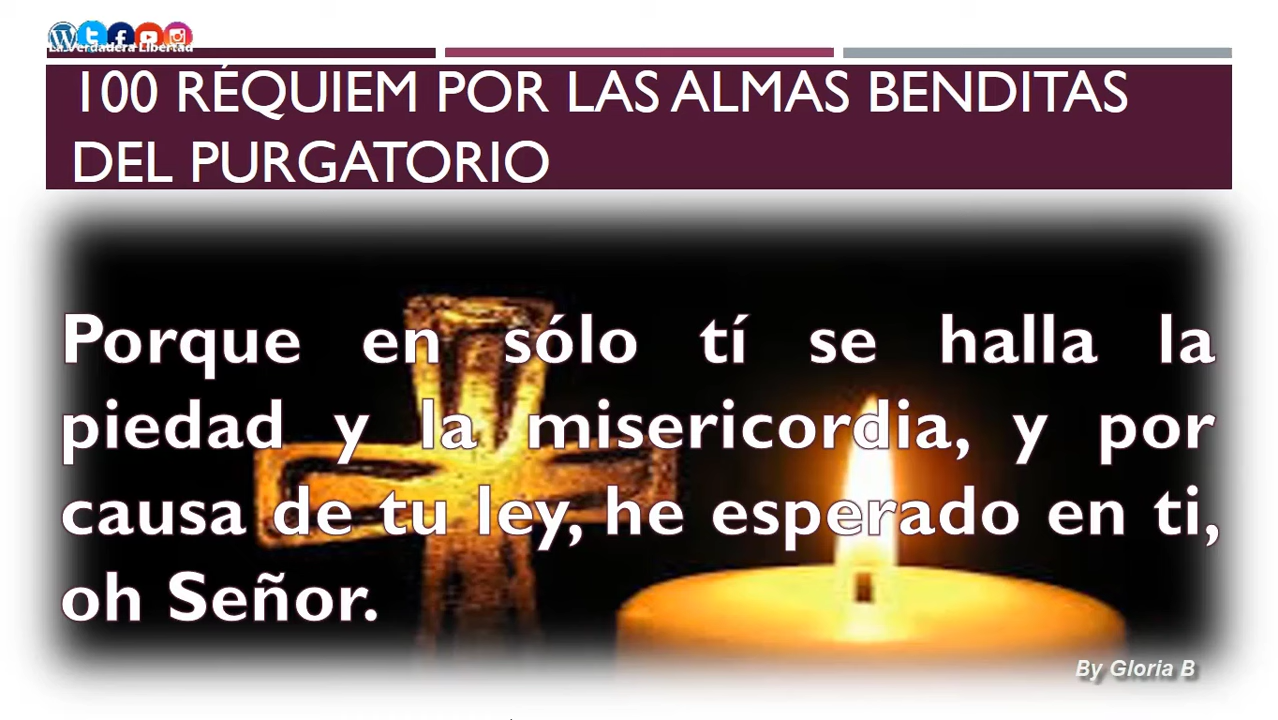 La Verdadera Libertad
100 RÉQUIEM POR LAS ALMAS BENDITAS
DEL PURGATORIO
Porque en sólo tí se halla la
piedad y la misericordia, y por
causa de tu ley, he esperado en ti,
oh Señor.
By Gloria B